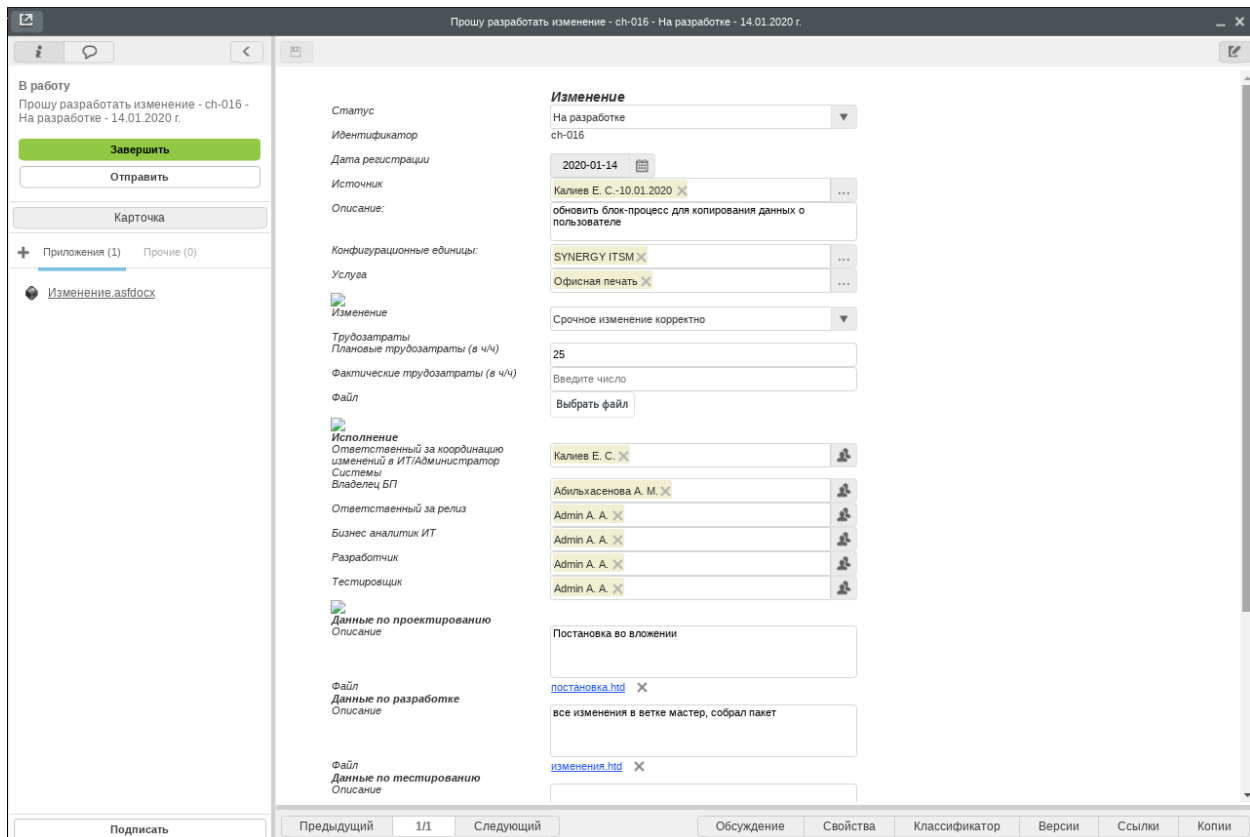 Прошу разработать изменение - ch-016 - На разработке - 14.01.2020 г.
В работу
Прошу разработать изменение - ch-016 -
На разработке - 14.01.2020 г.
Завершить
Отправить
Карточка
Приложения (1) Прочие (0)
Изменение.asfdocx
Подписать
Изменение
Статус На разработке
Идентификатор ch-016
Дата регистрации 2020-01-14
Источник Калиев Е. С.-10.01.2020 ...
Описание: обновить блок-процесс для копирования данных о
пользователе
Конфигурационные единицы: SYNERGY ITSM ...
Услуга Офисная печать ...
Изменение Срочное изменение корректно
Трудозатраты
Плановые трудозатраты (в ч/ч) 25
Фактические трудозатраты (в ч/ч) Введите число
Файл Выбрать файл
Исполнение
Ответственный за координацию
изменений в ИТ/Администратор
Системы
Калиев Е. С.
Владелец БП Абильхасенова А. М.
Ответственный за релиз Admin A. A.
Бизнес аналитик ИТ Admin A. A.
Разработчик Admin A. A.
Тестировщик Admin A. A.
Данные по проектированию
Описание Постановка во вложении
Файл постановка.htd
Данные по разработке
Описание все изменения в ветке мастер, собрал пакет
Файл изменения.htd
Данные по тестированию
Описание
Предыдущий 1/1 Следующий Обсуждение Свойства Классификатор Версии Ссылки Копии